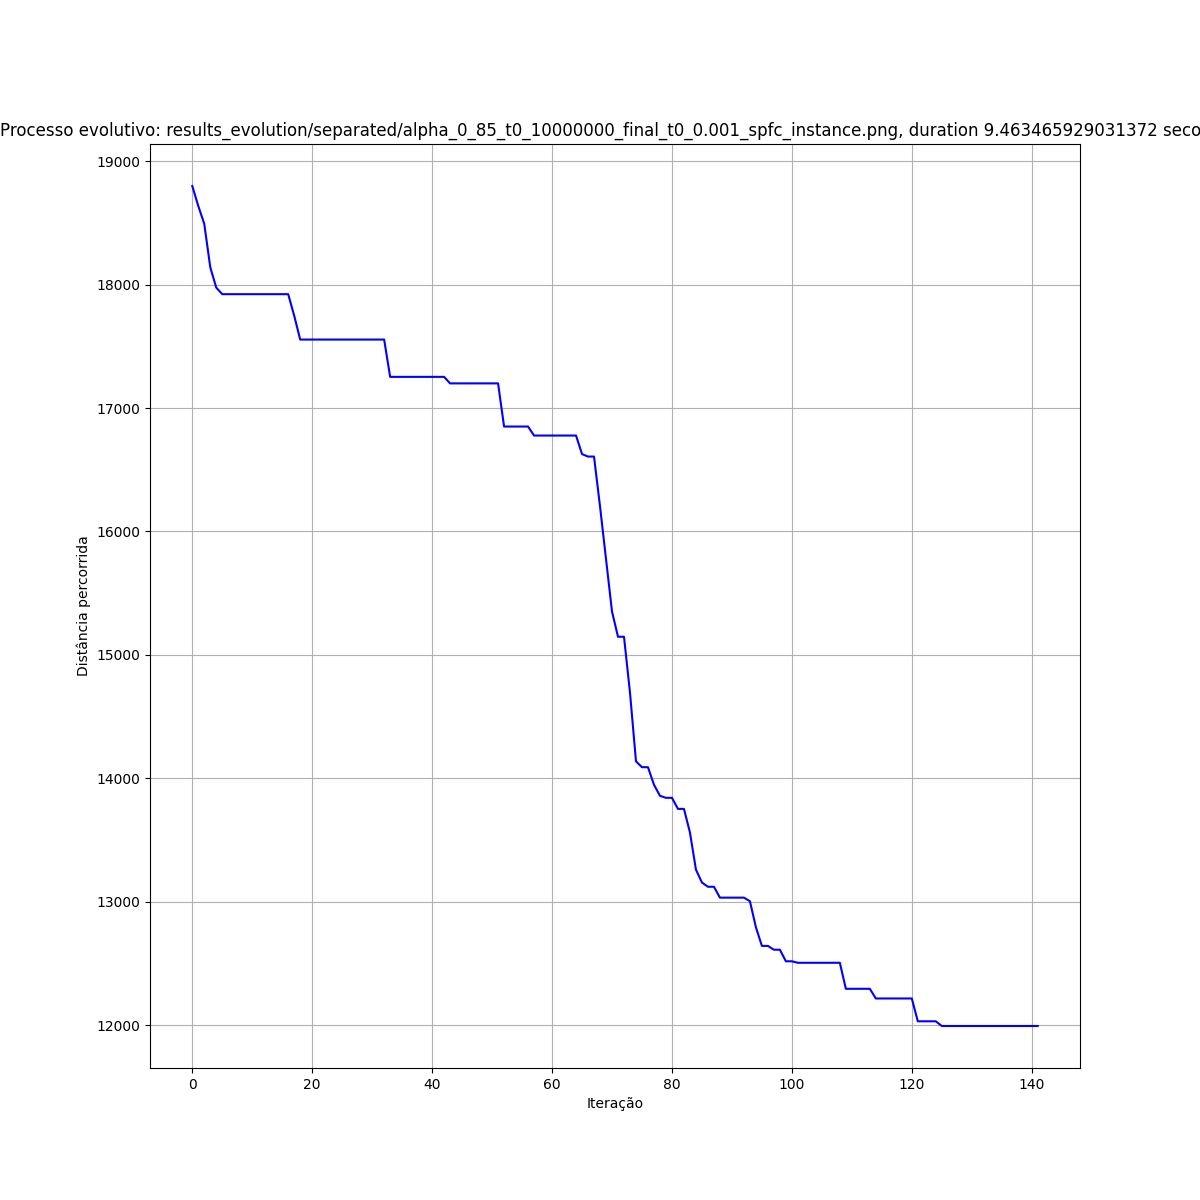 Processo evolutivo: results_evolution/separated/alpha_0_85_t0_10000000_final_t0_0.001_spfc_instance.png, duration 9.463465929031372 seco
19000
18000
17000
16000
15000
14000
13000
12000
Distância percorrida
0 20 40 60 80 100 120 140
Iteração